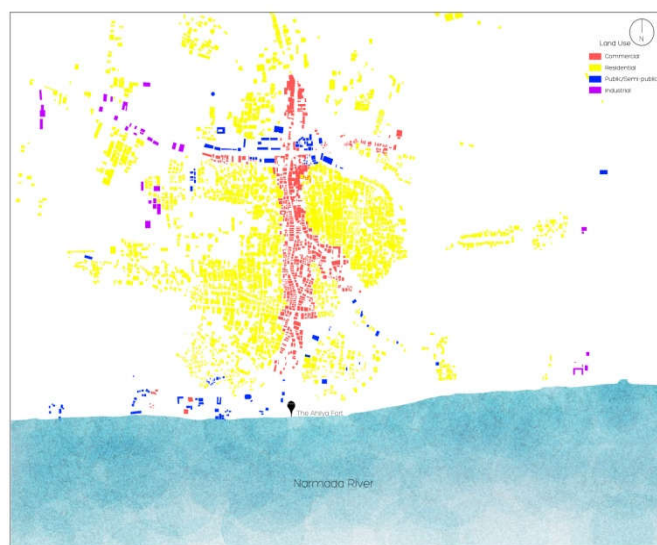 N
Land Use
Commercial
Residential
Public/Semi-public
Industrial
The Ahilya Fort
Narmada River